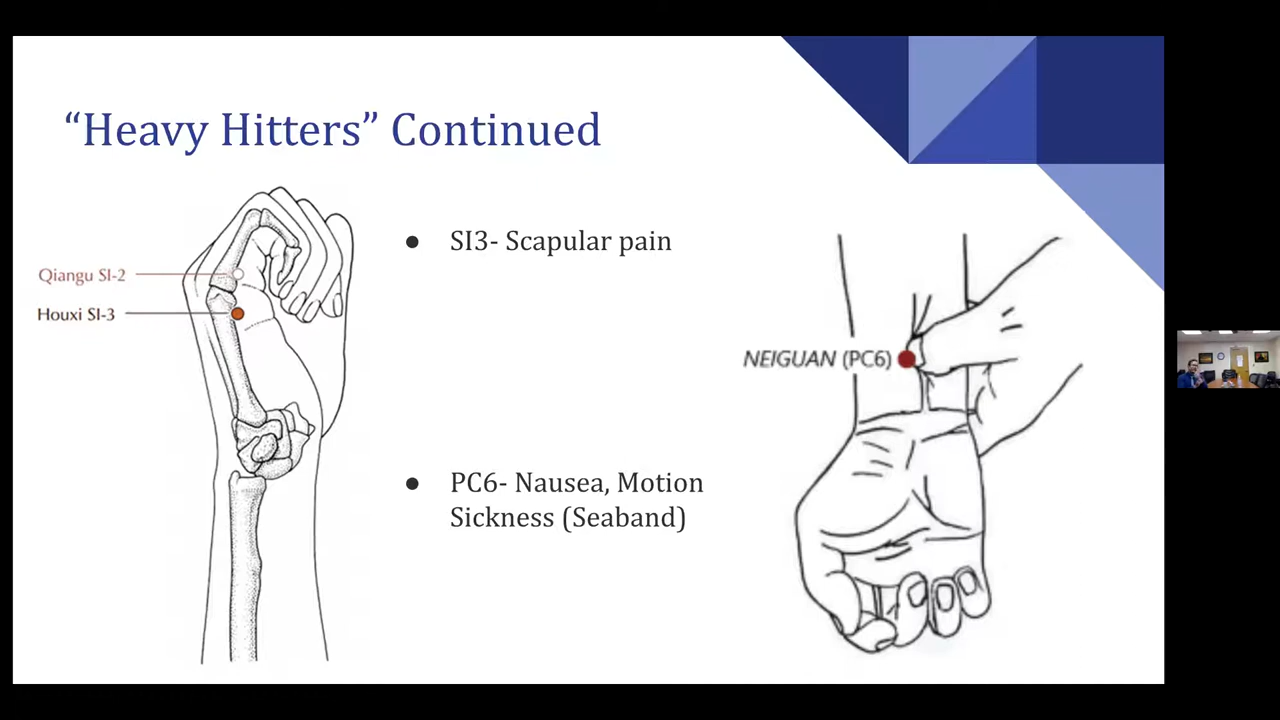 “Heavy Hitters” Continued
Qiangu SI-2
Houxi SI-3
● SI3- Scapular pain
NEIGUAN (PC6)
● PC6- Nausea, Motion
Sickness (Seaband)